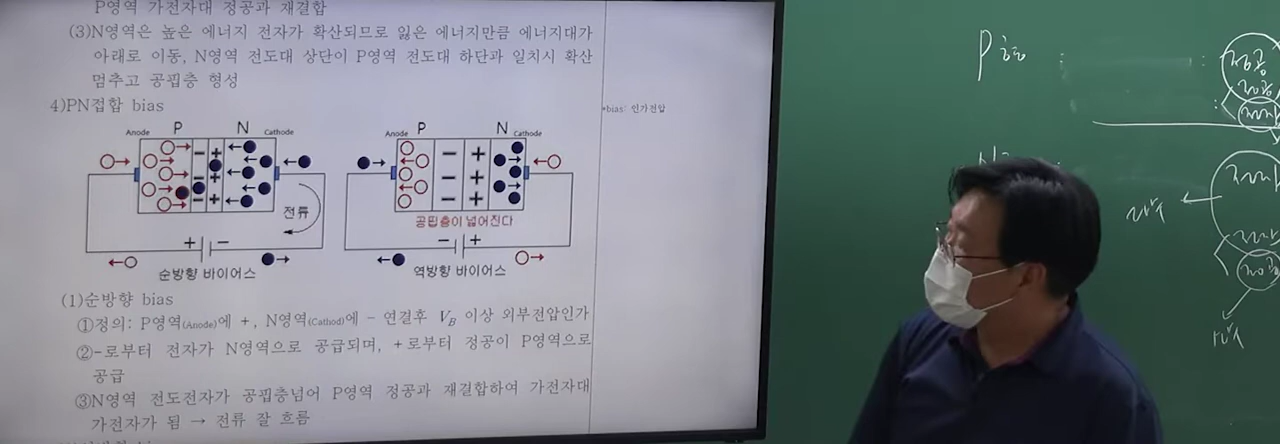 P영역 가전자대 정공과 재결합
(3)N영역은 높은 에너지 전자가 확산되므로 잃은 에너지만큼 에너지대가
아래로 이동, N영역 전도대 상단이 P영역 전도대 하단과 일치시 확산
멈추고 공핍층 형성
4)PN접합 bias
*bias: 인가전압
Anode P N Cathode
전류
+ −
순방향 바이어스
Anode P N Cathode
공핍층이 넓어진다
− +
역방향 바이어스
(1)순방향 bias
①정의: P영역(Anode)에 +, N영역(Cathod)에 − 연결후 V_B 이상 외부전압인가
②-로부터 전자가 N영역으로 공급되며, +로부터 정공이 P영역으로
공급
③N영역 전도전자가 공핍층넘어 P영역 정공과 재결합하여 가전자대
가전자가 됨 → 전류 잘 흐름
P
정공